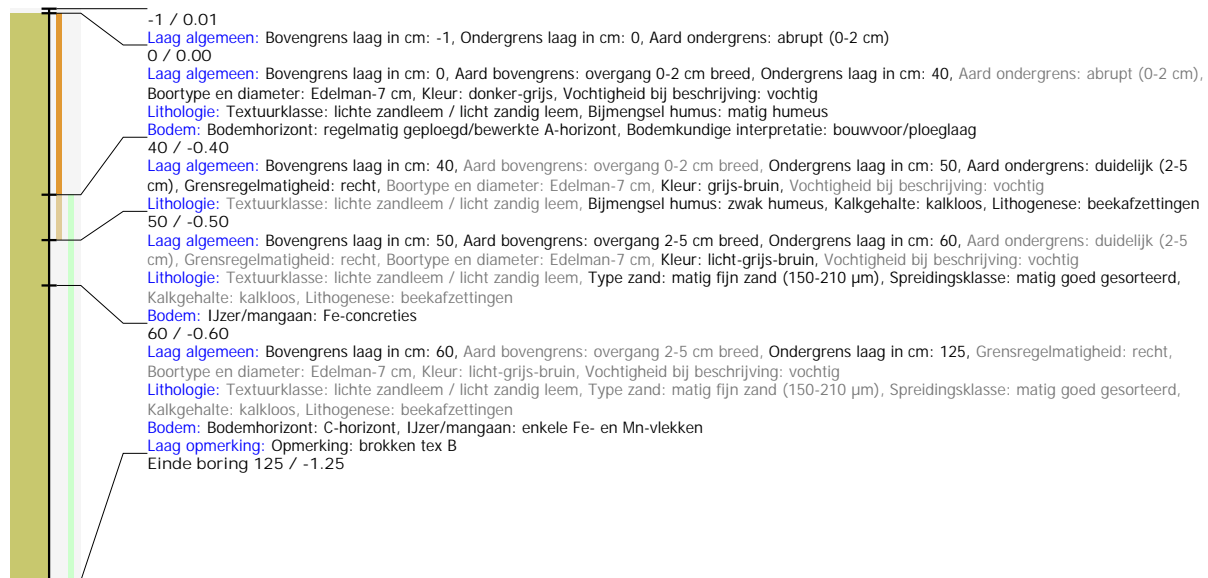 -1 / 0.01
Laag algemeen: Bovengrens laag in cm: -1, Ondergrens laag in cm: 0, Aard ondergrens: abrupt (0-2 cm)
0 / 0.00
Laag algemeen: Bovengrens laag in cm: 0, Aard bovengrens: overgang 0-2 cm breed, Ondergrens laag in cm: 40, Aard ondergrens: abrupt (0-2 cm),
Boortype en diameter: Edelman-7 cm, Kleur: donker-grijs, Vochtigheid bij beschrijving: vochtig
Lithologie: Textuurklasse: lichte zandleem / licht zandig leem, Bijmengsel humus: matig humeus
Bodem: Bodemhorizont: regelmatig geploegd/bewerkte A-horizont, Bodemkundige interpretatie: bouwvoor/ploeglaag
40 / -0.40
Laag algemeen: Bovengrens laag in cm: 40, Aard bovengrens: overgang 0-2 cm breed, Ondergrens laag in cm: 50, Aard ondergrens: duidelijk (2-5
cm), Grensregelmatigheid: recht, Boortype en diameter: Edelman-7 cm, Kleur: grijs-bruin, Vochtigheid bij beschrijving: vochtig
Lithologie: Textuurklasse: lichte zandleem / licht zandig leem, Bijmengsel humus: zwak humeus, Kalkgehalte: kalkloos, Lithogenese: beekafzettingen
50 / -0.50
Laag algemeen: Bovengrens laag in cm: 50, Aard bovengrens: overgang 2-5 cm breed, Ondergrens laag in cm: 60, Aard ondergrens: duidelijk (2-5
cm), Grensregelmatigheid: recht, Boortype en diameter: Edelman-7 cm, Kleur: licht-grijs-bruin, Vochtigheid bij beschrijving: vochtig
Lithologie: Textuurklasse: lichte zandleem / licht zandig leem, Type zand: matig fijn zand (150-210 µm), Spreidingsklasse: matig goed gesorteerd,
Kalkgehalte: kalkloos, Lithogenese: beekafzettingen
Bodem: IJzer/mangaan: Fe-concreties
60 / -0.60
Laag algemeen: Bovengrens laag in cm: 60, Aard bovengrens: overgang 2-5 cm breed, Ondergrens laag in cm: 125, Grensregelmatigheid: recht,
Boortype en diameter: Edelman-7 cm, Kleur: licht-grijs-bruin, Vochtigheid bij beschrijving: vochtig
Lithologie: Textuurklasse: lichte zandleem / licht zandig leem, Type zand: matig fijn zand (150-210 µm), Spreidingsklasse: matig goed gesorteerd,
Kalkgehalte: kalkloos, Lithogenese: beekafzettingen
Bodem: Bodemhorizont: C-horizont, IJzer/mangaan: enkele Fe- en Mn-vlekken
Laag opmerking: Opmerking: brokken tex B
Einde boring 125 / -1.25